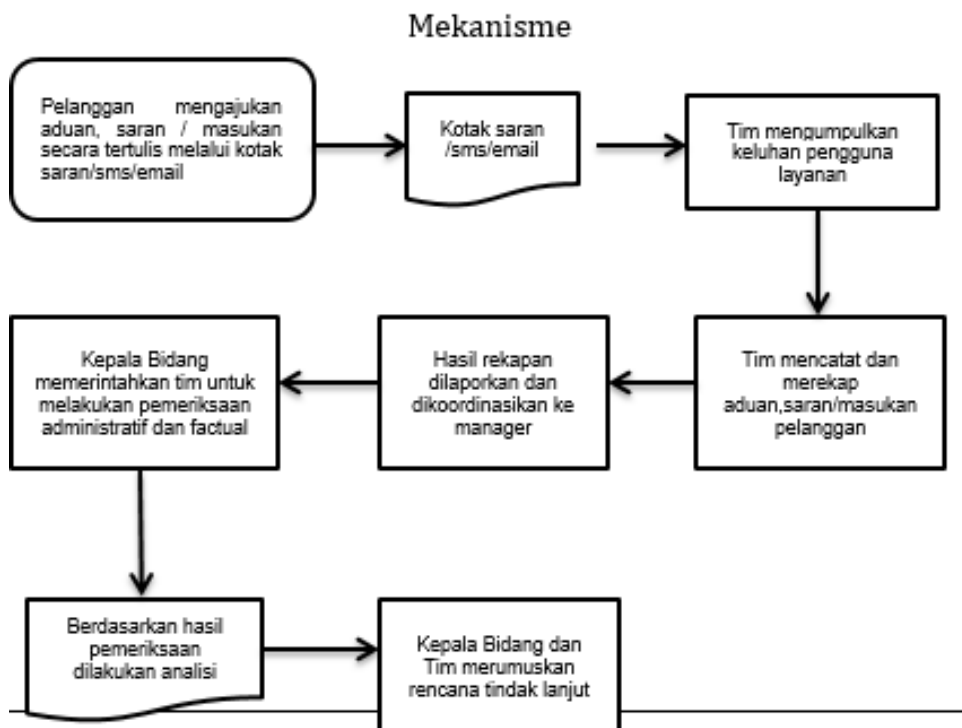 Mekanisme
Pelanggan mengajukan
aduan, saran / masukan
secara tertulis melalui kotak
saran/sms/email
Kotak saran
/sms/email
Tim mengumpulkan
keluhan pengguna
layanan
Kepala Bidang
memerintahkan tim untuk
melakukan pemeriksaan
administratif dan factual
Hasil rekapan
dilaporkan dan
dikoordinasikan ke
manager
Tim mencatat dan
merekap
aduan,saran/masukan
pelanggan
Berdasarkan hasil
pemeriksaan
dilakukan analisi
Kepala Bidang dan
Tim merumuskan
rencana tindak lanjut